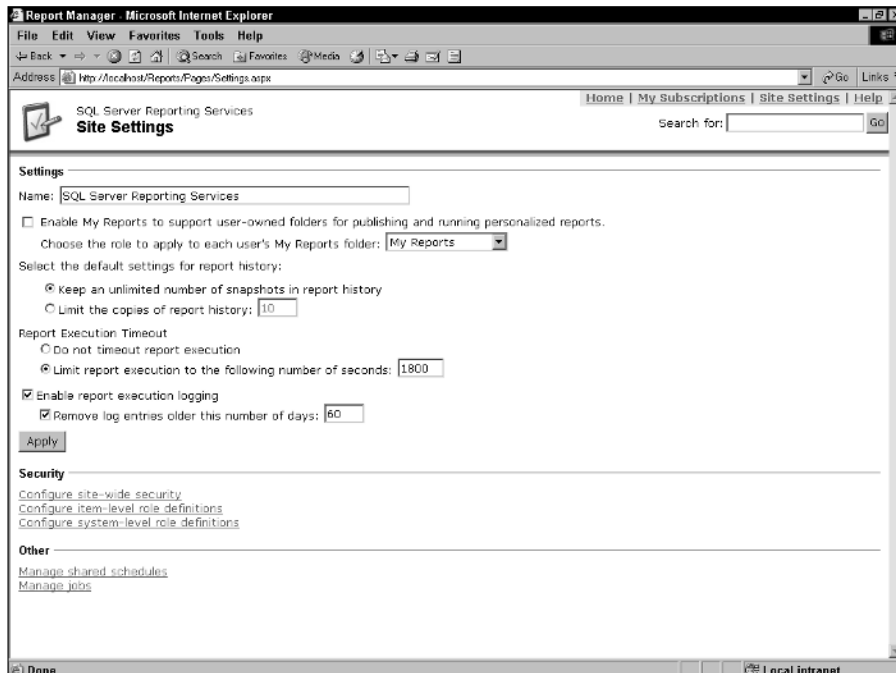 Report Manager - Microsoft Internet Explorer
File Edit View Favorites Tools Help
Back Search Favorites Media
Address http://localhost/Reports/Pages/Settings.aspx Go Links
Home | My Subscriptions | Site Settings | Help
SQL Server Reporting Services
Site Settings
Search for: Go
Settings
Name: SQL Server Reporting Services
Enable My Reports to support user-owned folders for publishing and running personalized reports.
Choose the role to apply to each user's My Reports folder: My Reports
Select the default settings for report history:
Keep an unlimited number of snapshots in report history
Limit the copies of report history: 10
Report Execution Timeout
Do not timeout report execution
Limit report execution to the following number of seconds: 1800
Enable report execution logging
Remove log entries older this number of days: 60
Apply
Security
Configure site-wide security
Configure item-level role definitions
Configure system-level role definitions
Other
Manage shared schedules
Manage jobs
Done Local intranet